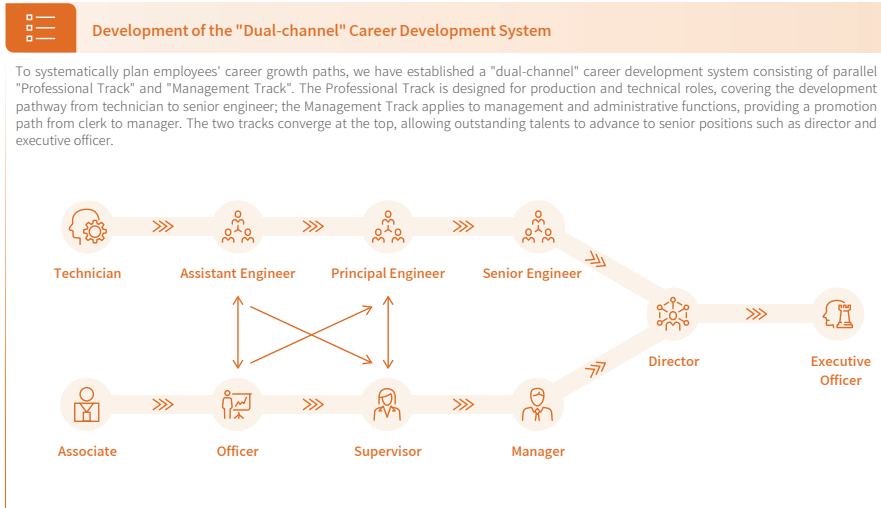 Development of the "Dual-channel" Career Development System
To systematically plan employees' career growth paths, we have established a "dual-channel" career development system consisting of parallel
"Professional Track" and "Management Track". The Professional Track is designed for production and technical roles, covering the development
pathway from technician to senior engineer; the Management Track applies to management and administrative functions, providing a promotion
path from clerk to manager. The two tracks converge at the top, allowing outstanding talents to advance to senior positions such as director and
executive officer.
Technician
Assistant Engineer
Principal Engineer
Senior Engineer
Director
Executive
Officer
Associate
Officer
Supervisor
Manager